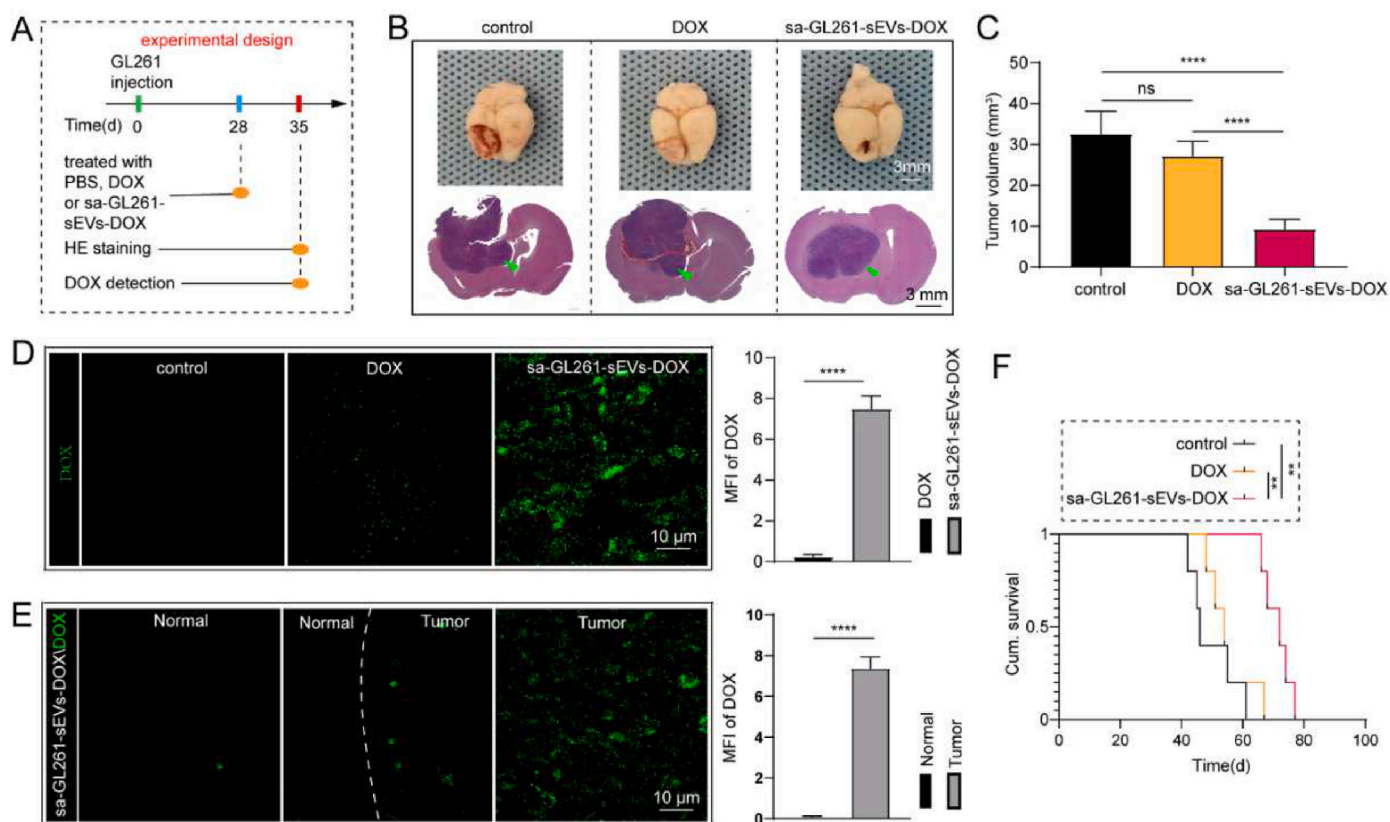 A
experimental design
GL261
injection
Time(d) 0 28 35
treated with
PBS, DOX
or sa-GL261-
sEVs-DOX
HE staining
DOX detection
B
control DOX sa-GL261-sEVs-DOX
3mm
3 mm
C
Tumor volume (mm³)
50
40
30
20
10
0
****
ns
****
control DOX sa-GL261-sEVs-DOX
D
DOX
control DOX sa-GL261-sEVs-DOX
10 µm
MFI of DOX
10
8
6
4
2
0
****
DOX
sa-GL261-sEVs-DOX
E
sa-GL261-sEVs-DOX\DOX
Normal Normal Tumor Tumor
10 µm
MFI of DOX
10
8
6
4
2
0
****
Normal
Tumor
F
control
DOX
sa-GL261-sEVs-DOX
**
**
Cum. survival
1
0.5
0
0 20 40 60 80 100
Time(d)